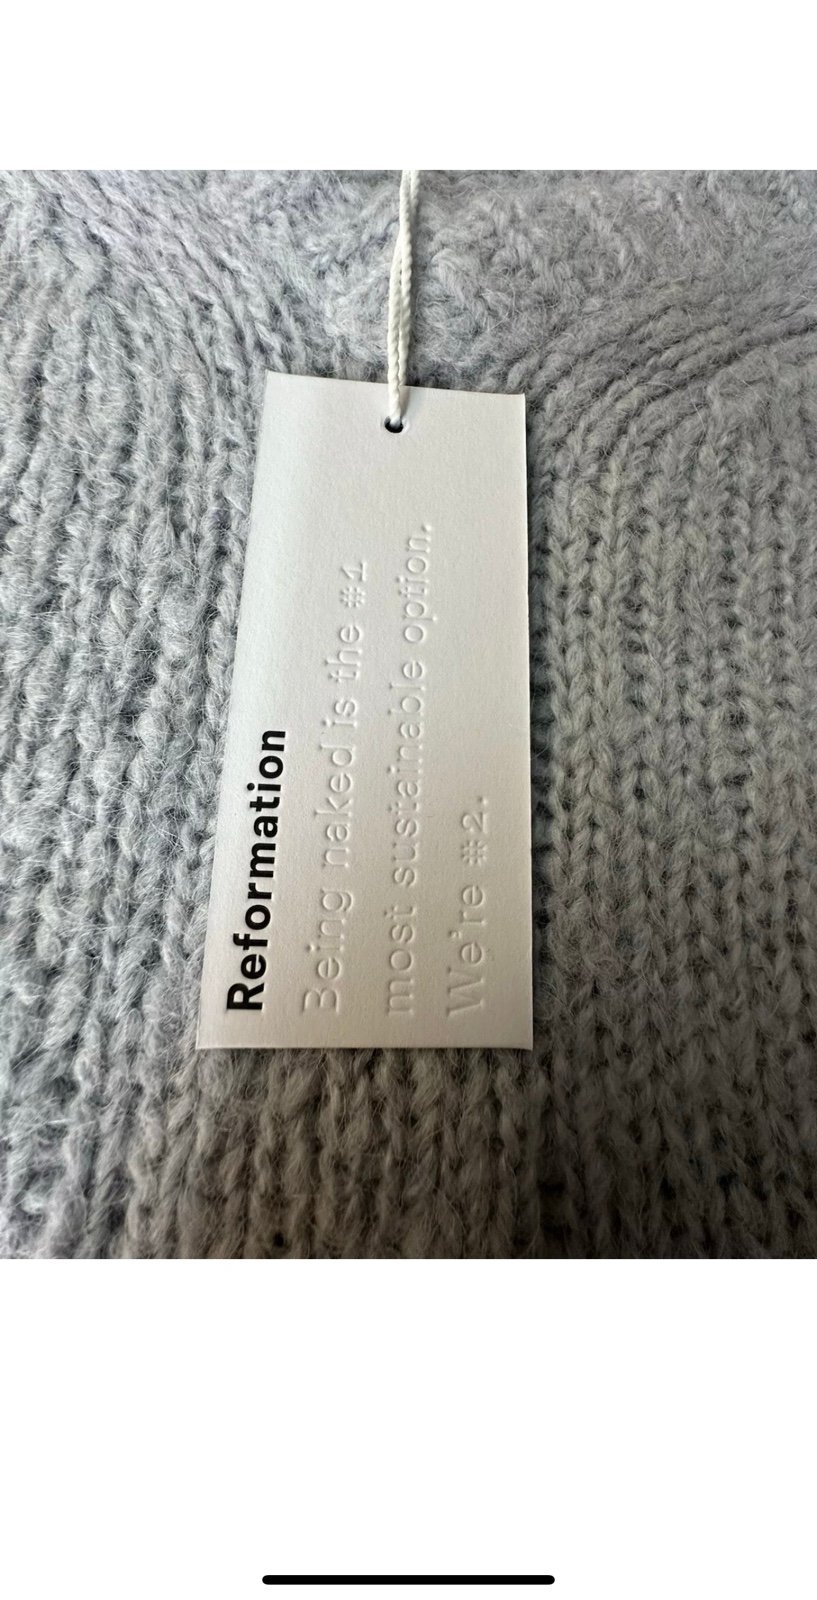 Reformation
Being naked is the #1
most sustainable option.
We're #2.